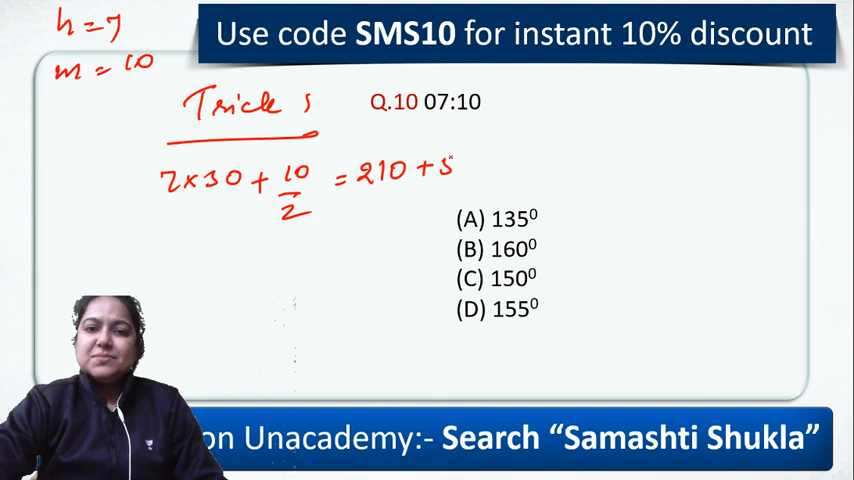 h = 7
m = 10
Use code SMS10 for instant 10% discount
Trick :
Q.10 07:10
7×30 + 10/2 = 210 + 5
(A) 135⁰
(B) 160⁰
(C) 150⁰
(D) 155⁰
on Unacademy:- Search “Samashti Shukla”